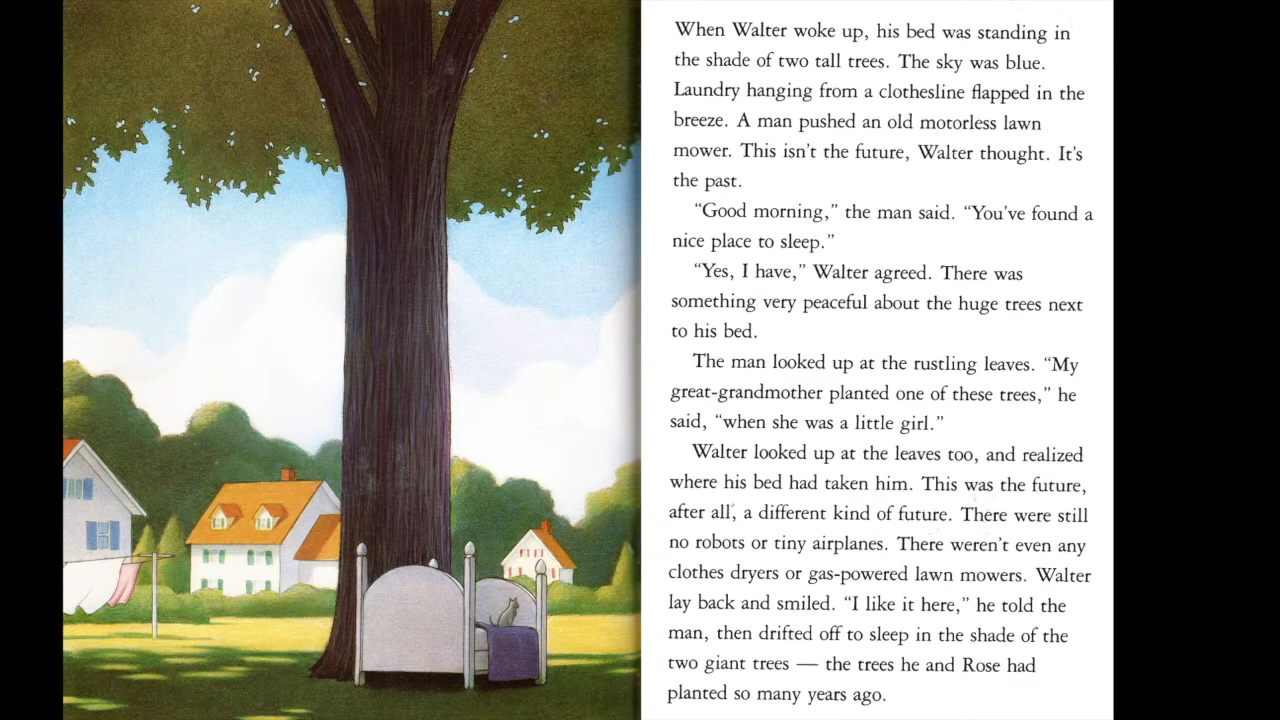 When Walter woke up, his bed was standing in
the shade of two tall trees. The sky was blue.
Laundry hanging from a clothesline flapped in the
breeze. A man pushed an old motorless lawn
mower. This isn't the future, Walter thought. It's
the past.
“Good morning,” the man said. “You've found a
nice place to sleep.”
“Yes, I have,” Walter agreed. There was
something very peaceful about the huge trees next
to his bed.
The man looked up at the rustling leaves. “My
great-grandmother planted one of these trees,” he
said, “when she was a little girl.”
Walter looked up at the leaves too, and realized
where his bed had taken him. This was the future,
after all, a different kind of future. There were still
no robots or tiny airplanes. There weren't even any
clothes dryers or gas-powered lawn mowers. Walter
lay back and smiled. “I like it here,” he told the
man, then drifted off to sleep in the shade of the
two giant trees — the trees he and Rose had
planted so many years ago.